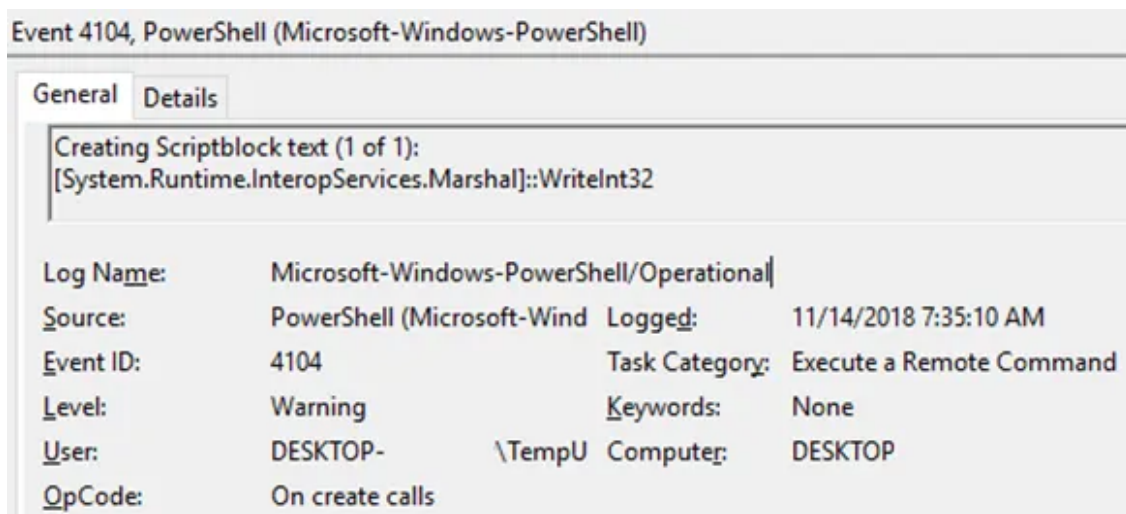 Event 4104, PowerShell (Microsoft-Windows-PowerShell)
General Details
Creating Scriptblock text (1 of 1):
[System.Runtime.InteropServices.Marshal]::WriteInt32
Log Name: Microsoft-Windows-PowerShell/Operational
Source: PowerShell (Microsoft-Wind Logged: 11/14/2018 7:35:10 AM
Event ID: 4104 Task Category: Execute a Remote Command
Level: Warning Keywords: None
User: DESKTOP- \TempU Computer: DESKTOP
OpCode: On create calls